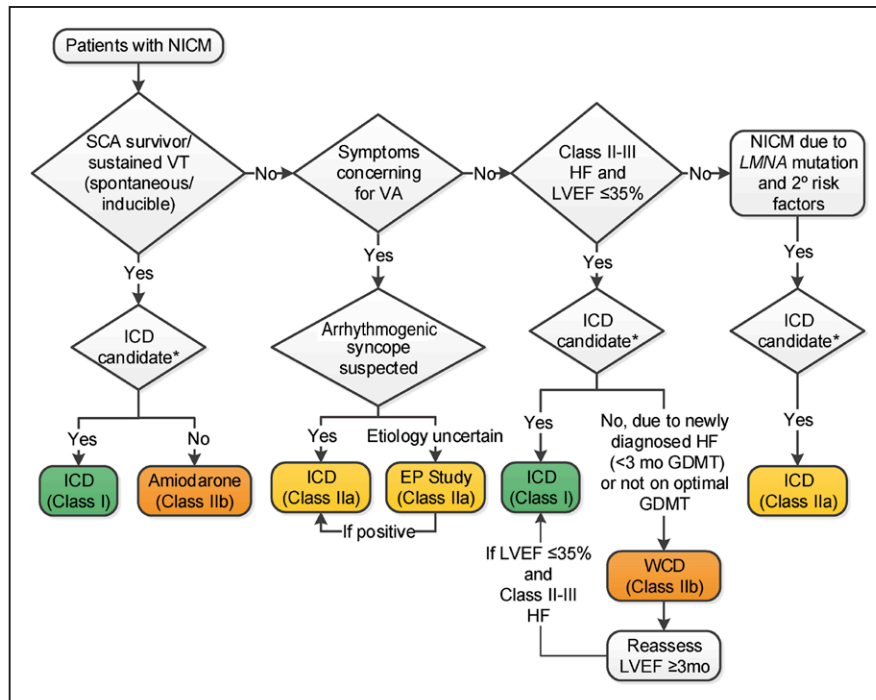 Patients with NICM
SCA survivor/
sustained VT
(spontaneous/
inducible)
No
Symptoms
concerning
for VA
No
Class II-III
HF and
LVEF ≤35%
No
NICM due to
LMNA mutation
and 2º risk
factors
Yes
Yes
Yes
Yes
ICD
candidate*
Arrhythmogenic
syncope
suspected
ICD
candidate*
ICD
candidate*
Yes
No
Yes
Etiology uncertain
Yes
No, due to newly
diagnosed HF
(<3 mo GDMT)
or not on optimal
GDMT
Yes
ICD
(Class I)
Amiodarone
(Class IIb)
ICD
(Class IIa)
EP Study
(Class IIa)
If positive
ICD
(Class I)
ICD
(Class IIa)
If LVEF ≤35%
and
Class II-III
HF
WCD
(Class IIb)
Reassess
LVEF ≥3mo